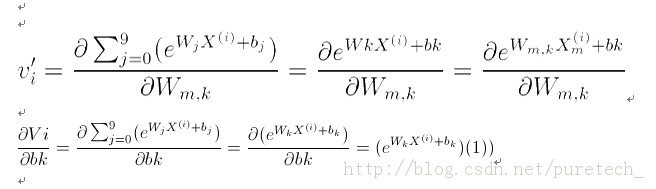 v_i' = \frac{\partial \sum_{j=0}^{9}(e^{W_j X^{(i)}+b_j})}{\partial W_{m,k}} = \frac{\partial e^{WkX^{(i)}+bk}}{\partial W_{m,k}} = \frac{\partial e^{W_{m,k}X_m^{(i)}+bk}}{\partial W_{m,k}}
\frac{\partial Vi}{\partial bk} = \frac{\partial \sum_{j=0}^{9}(e^{W_j X^{(i)}+b_j})}{\partial bk} = \frac{\partial (e^{W_k X^{(i)}+b_k})}{\partial bk} = (e^{W_k X^{(i)}+b_k})(1))
http://blog.csdn.net/puretech_